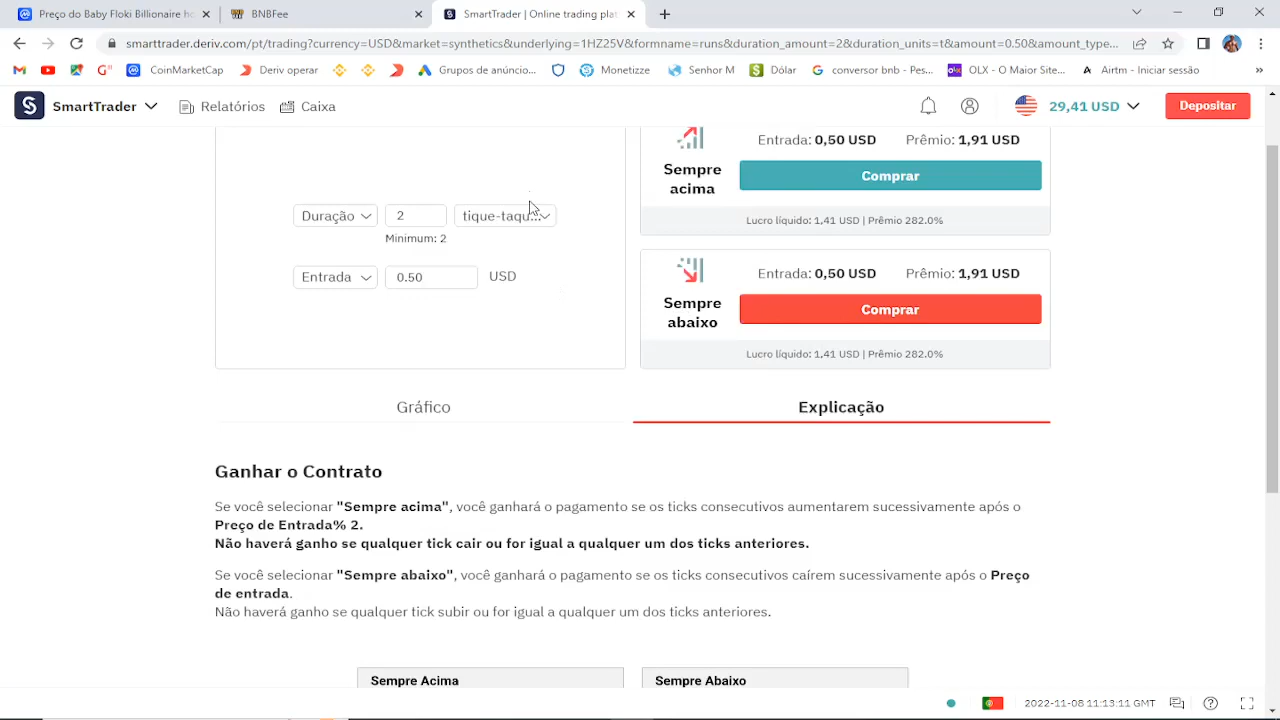 Preço do Baby Floki Billionaire ho
BNBFee
SmartTrader | Online trading plat
smarttrader.deriv.com/pt/trading?currency=USD&market=synthetics&underlying=1HZ25V&formname=runs&duration_amount=2&duration_units=t&amount=0.50&amount_type...
CoinMarketCap
Deriv operar
Grupos de anúncio...
Monetizze
Senhor M
Dólar
conversor bnb - Pes...
OLX - O Maior Site...
Airtm - Iniciar sessão
»
SmartTrader
Relatórios
Caixa
29,41 USD
Depositar
Entrada: 0,50 USD
Prêmio: 1,91 USD
Sempre acima
Comprar
Lucro líquido: 1,41 USD | Prêmio 282.0%
Duração
2
tique-taqu...
Minimum: 2
Entrada
0.50
USD
Entrada: 0,50 USD
Prêmio: 1,91 USD
Sempre abaixo
Comprar
Lucro líquido: 1,41 USD | Prêmio 282.0%
Gráfico
Explicação
Ganhar o Contrato
Se você selecionar "Sempre acima", você ganhará o pagamento se os ticks consecutivos aumentarem sucessivamente após o
Preço de Entrada% 2.
Não haverá ganho se qualquer tick cair ou for igual a qualquer um dos ticks anteriores.
Se você selecionar "Sempre abaixo", você ganhará o pagamento se os ticks consecutivos caírem sucessivamente após o Preço
de entrada.
Não haverá ganho se qualquer tick subir ou for igual a qualquer um dos ticks anteriores.
Sempre Acima
Sempre Abaixo
2022-11-08 11:13:11 GMT